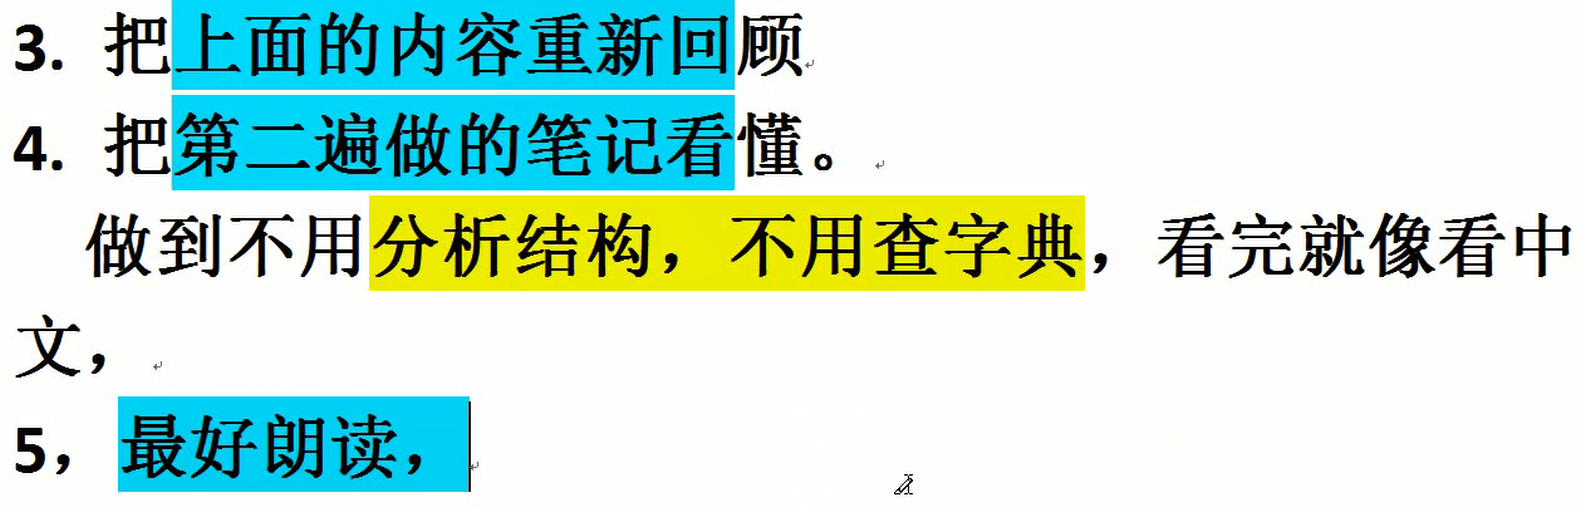 3. 把上面的内容重新回顾
4. 把第二遍做的笔记看懂。
做到不用分析结构，不用查字典，看完就像看中
文，
5，最好朗读，